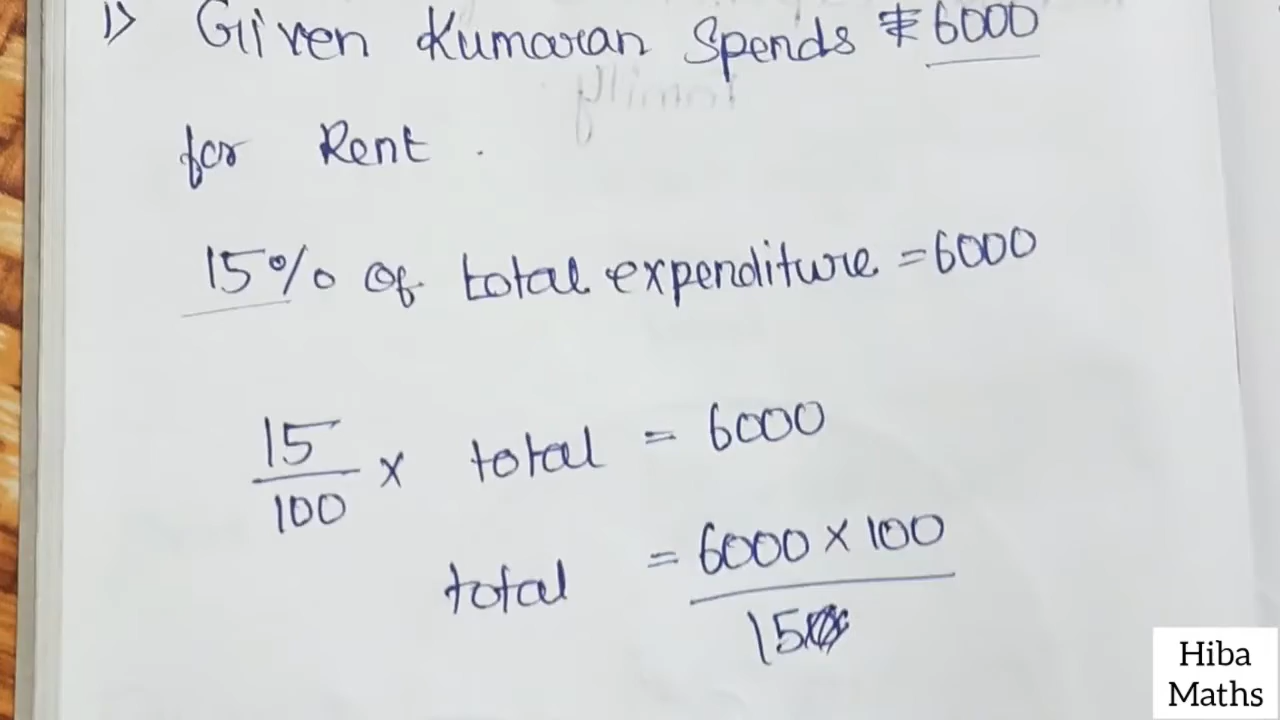 1) Given Kumaran Spends ₹6000
for Rent .
15% of total expenditure = 6000
15/100 × total = 6000
total = 6000 × 100 / 15
Hiba
Maths